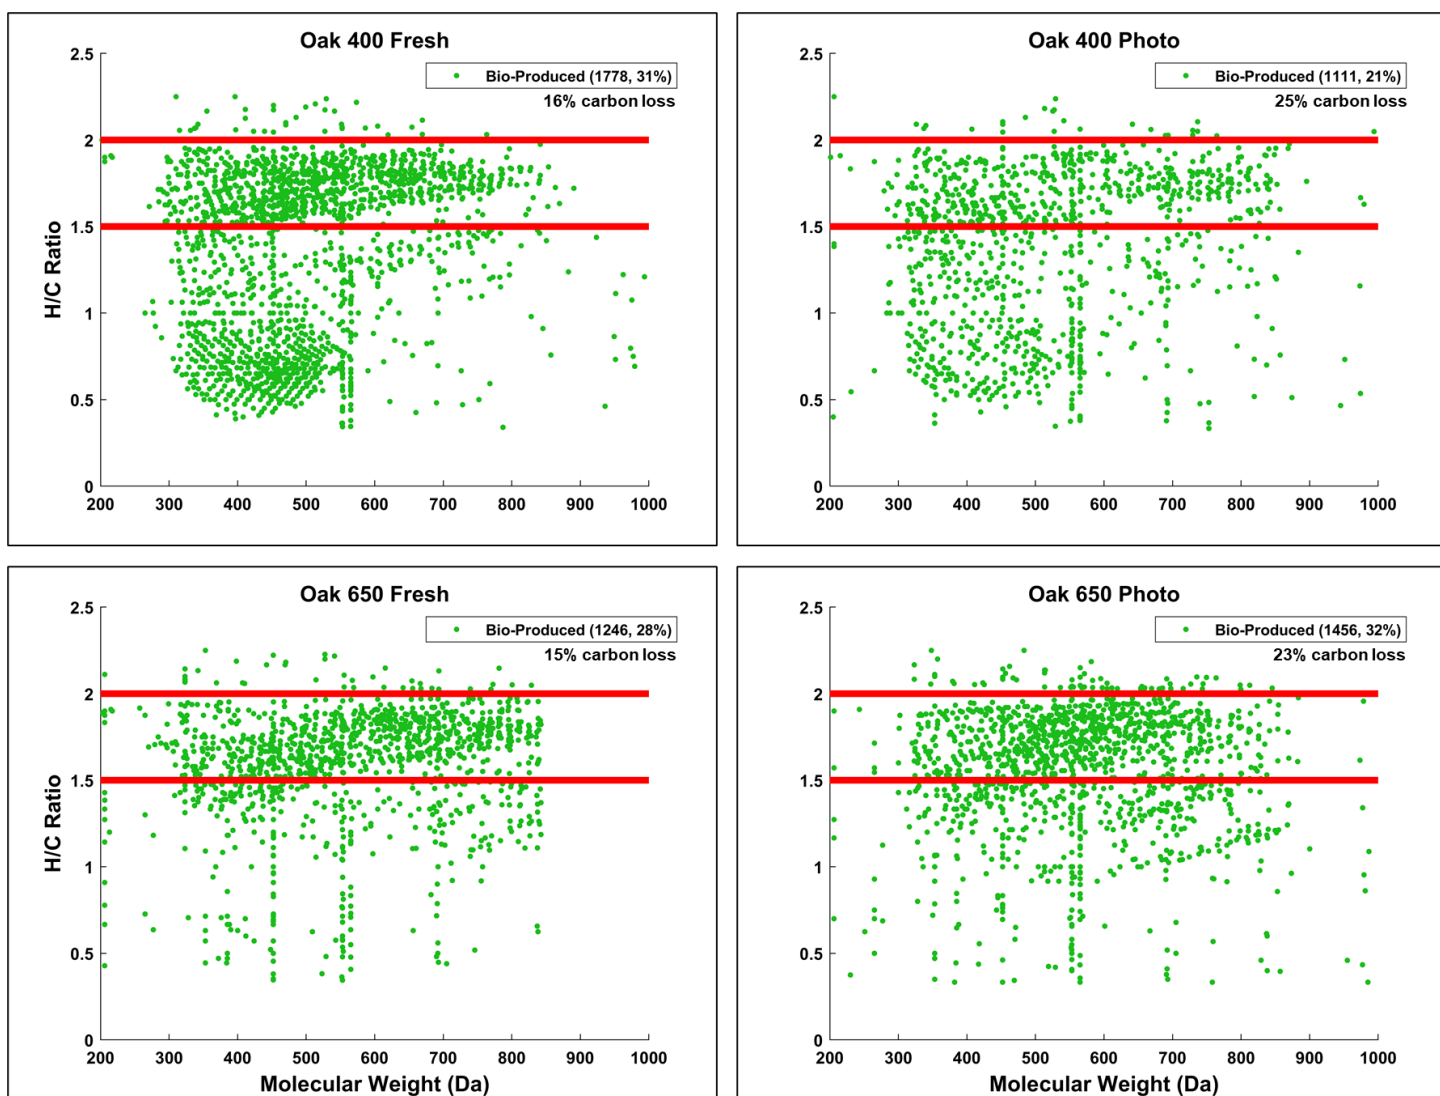 Oak 400 Fresh
Bio-Produced (1778, 31%)
16% carbon loss
H/C Ratio
2.5
2
1.5
1
0.5
0
200 300 400 500 600 700 800 900 1000
Oak 400 Photo
Bio-Produced (1111, 21%)
25% carbon loss
2.5
2
1.5
1
0.5
0
200 300 400 500 600 700 800 900 1000
Oak 650 Fresh
Bio-Produced (1246, 28%)
15% carbon loss
H/C Ratio
2.5
2
1.5
1
0.5
0
200 300 400 500 600 700 800 900 1000
Molecular Weight (Da)
Oak 650 Photo
Bio-Produced (1456, 32%)
23% carbon loss
2.5
2
1.5
1
0.5
0
200 300 400 500 600 700 800 900 1000
Molecular Weight (Da)